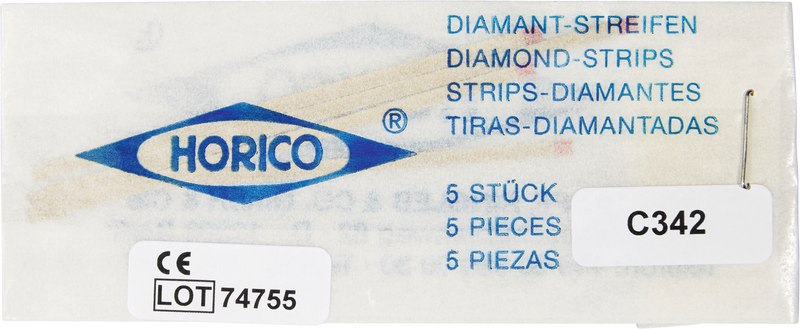 DIAMANT-STREIFEN
DIAMOND-STRIPS
STRIPS-DIAMANTES
TIRAS-DIAMANTADAS
HORICO®
5 STÜCK
5 PIECES
5 PIEZAS
C342
CE
LOT 74755